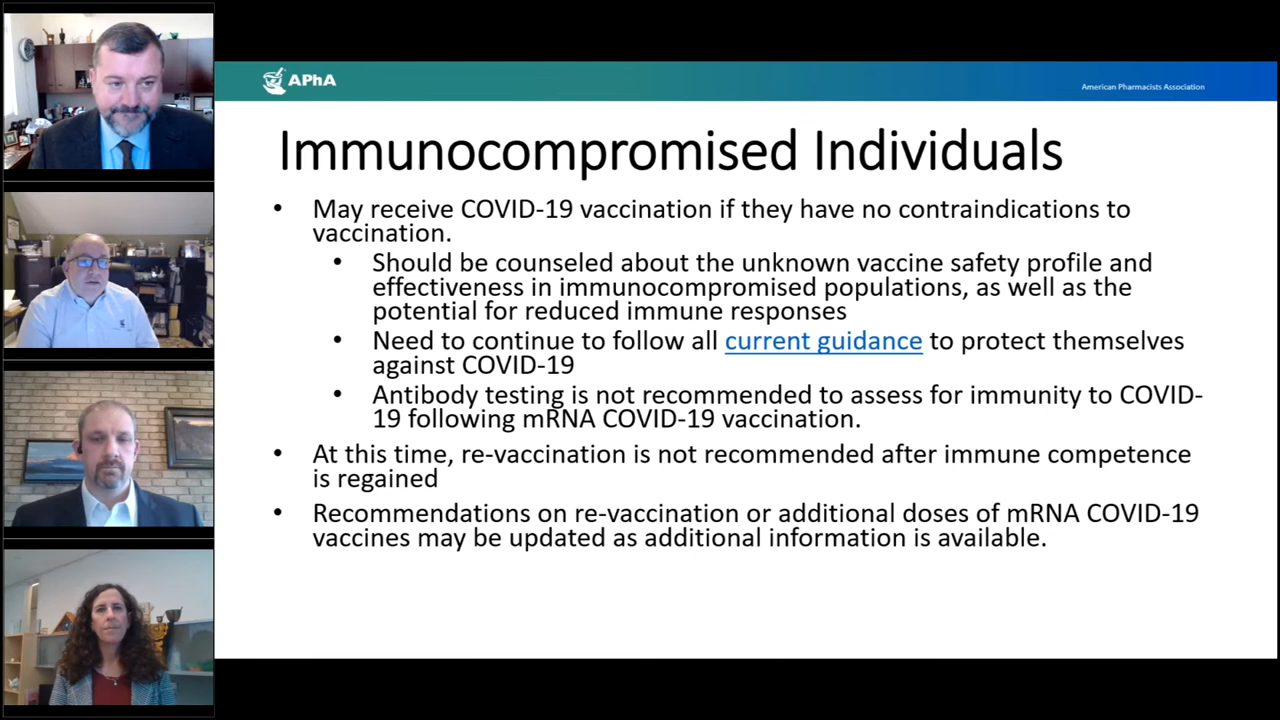 APhA
American Pharmacists Association
Immunocompromised Individuals
• May receive COVID-19 vaccination if they have no contraindications to
vaccination.
• Should be counseled about the unknown vaccine safety profile and
effectiveness in immunocompromised populations, as well as the
potential for reduced immune responses
• Need to continue to follow all current guidance to protect themselves
against COVID-19
• Antibody testing is not recommended to assess for immunity to COVID-
19 following mRNA COVID-19 vaccination.
• At this time, re-vaccination is not recommended after immune competence
is regained
• Recommendations on re-vaccination or additional doses of mRNA COVID-19
vaccines may be updated as additional information is available.